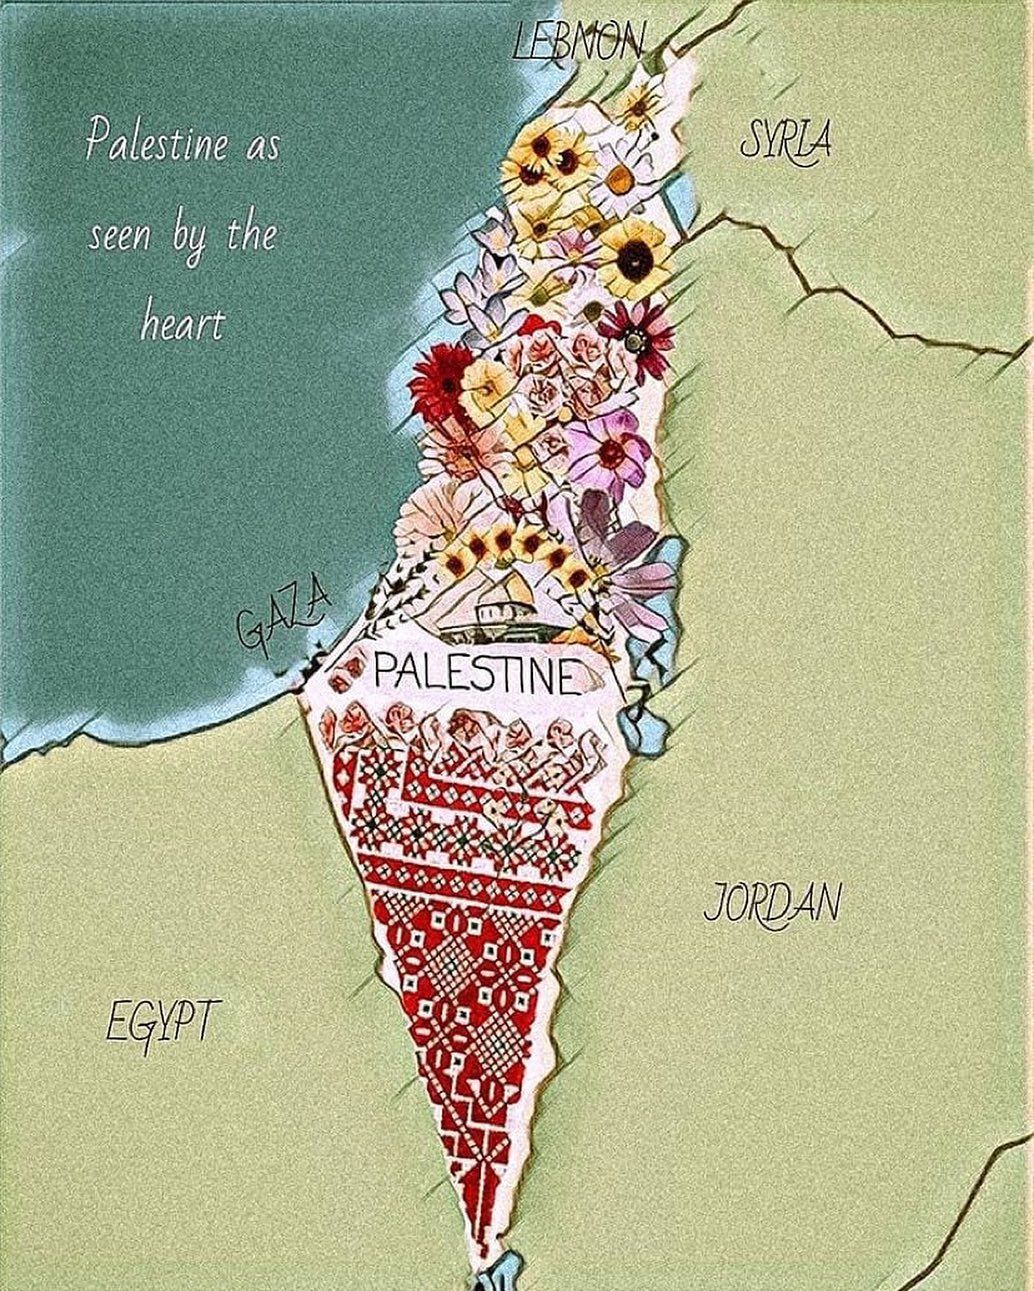 LEBNON
Palestine as
seen by the
heart
SYRIA
GAZA
PALESTINE
JORDAN
EGYPT